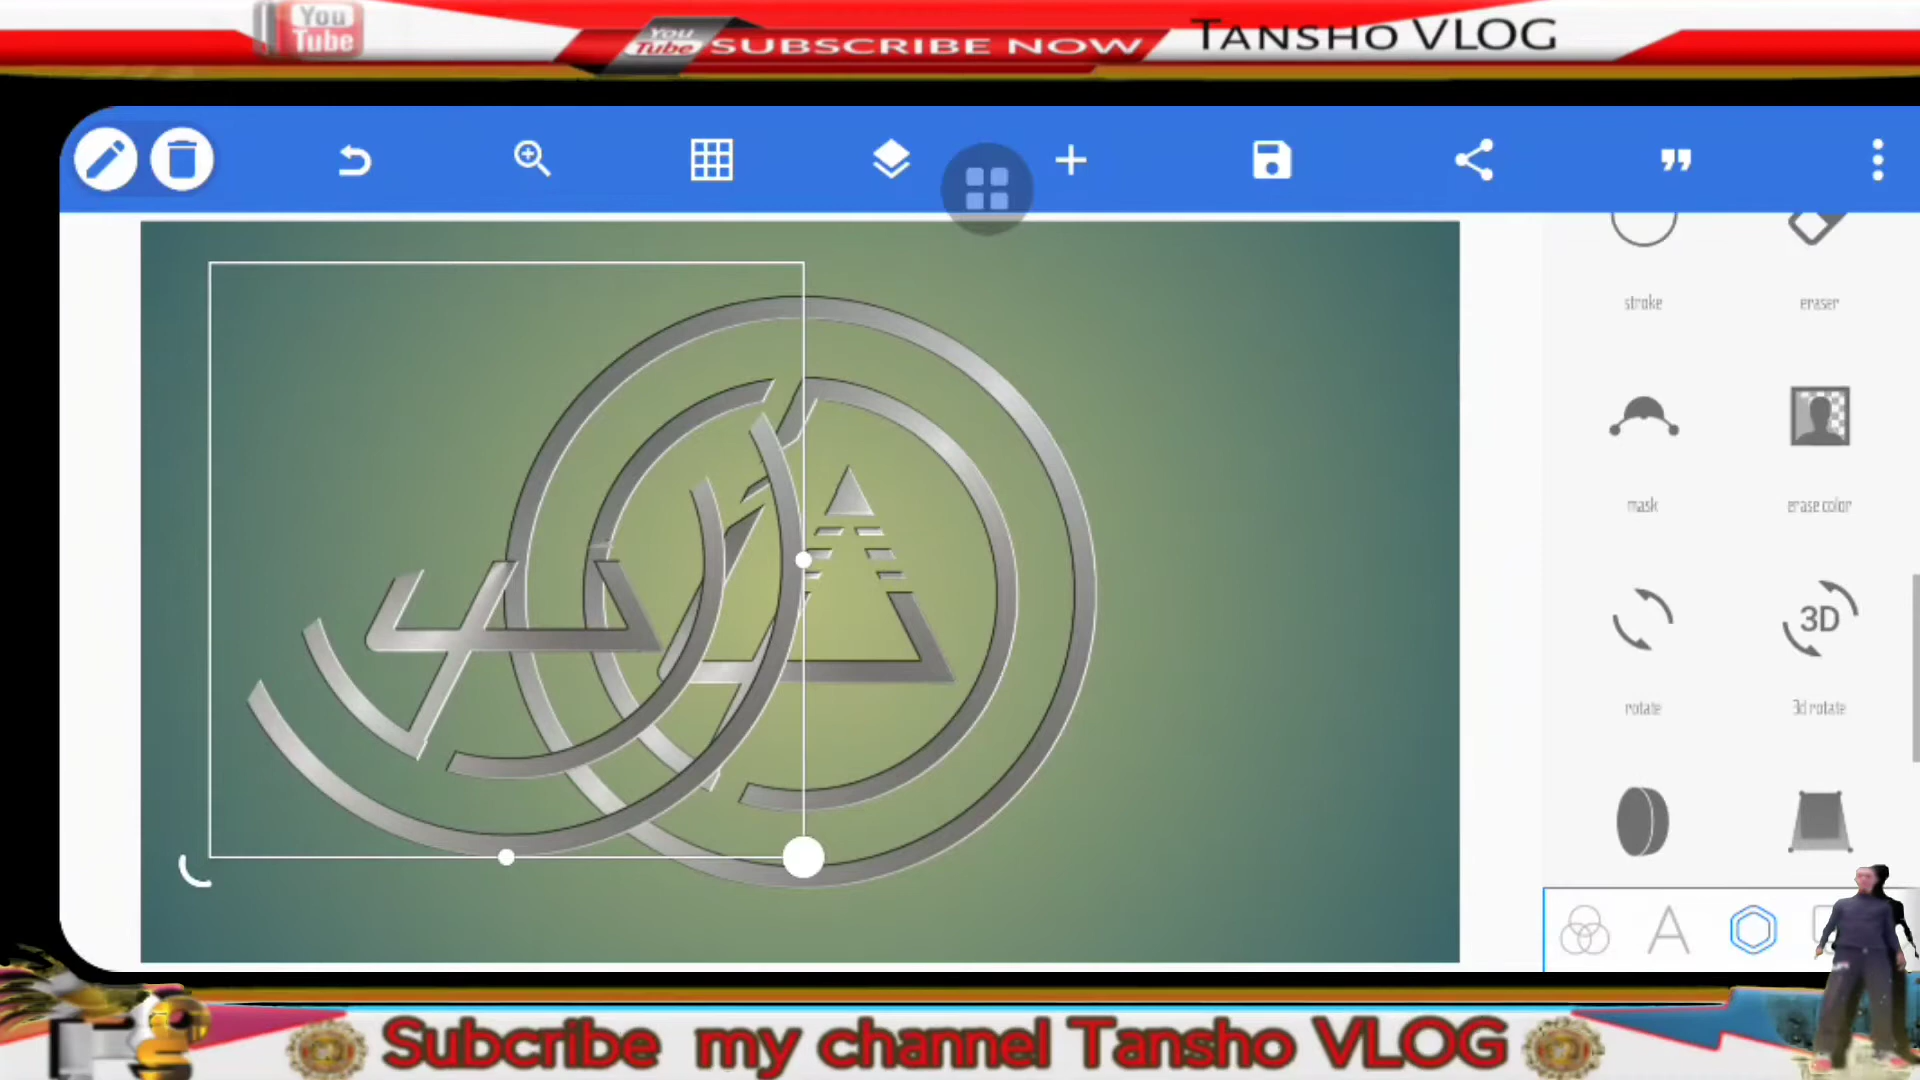 You
Tube
You
Tube SUBSCRIBE NOW
TANSHO VLOG
stroke
eraser
mask
erase color
rotate
3D
3d rotate
A
Subcribe my channel Tansho VLOG